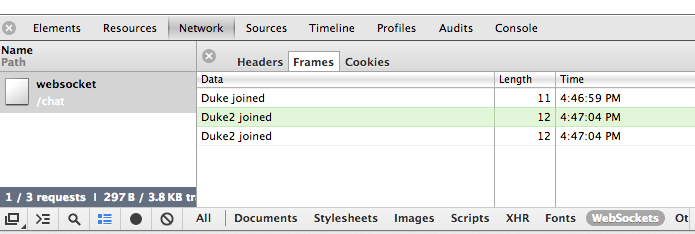 Elements Resources Network Sources Timeline Profiles Audits Console
Name
Path
Headers Frames Cookies
websocket
/chat
Data Length Time
Duke joined 11 4:46:59 PM
Duke2 joined 12 4:47:04 PM
Duke2 joined 12 4:47:04 PM
1 / 3 requests | 297 B / 3.8 KB tr
All Documents Stylesheets Images Scripts XHR Fonts WebSockets Ot